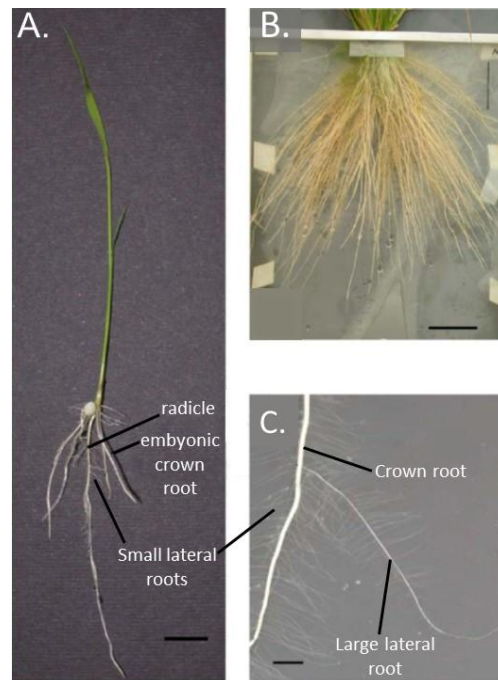 A.
radicle
embyonic
crown
root
Small lateral
roots
B.
C.
Crown root
Large lateral
root